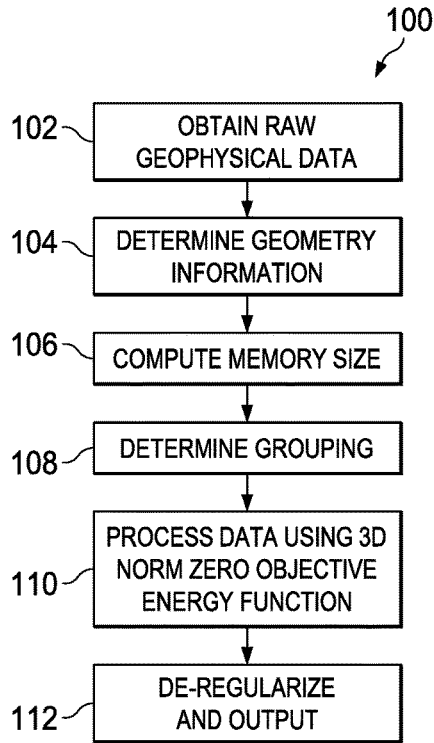 100
102
OBTAIN RAW
GEOPHYSICAL DATA
104
DETERMINE GEOMETRY
INFORMATION
106
COMPUTE MEMORY SIZE
108
DETERMINE GROUPING
110
PROCESS DATA USING 3D
NORM ZERO OBJECTIVE
ENERGY FUNCTION
112
DE-REGULARIZE
AND OUTPUT